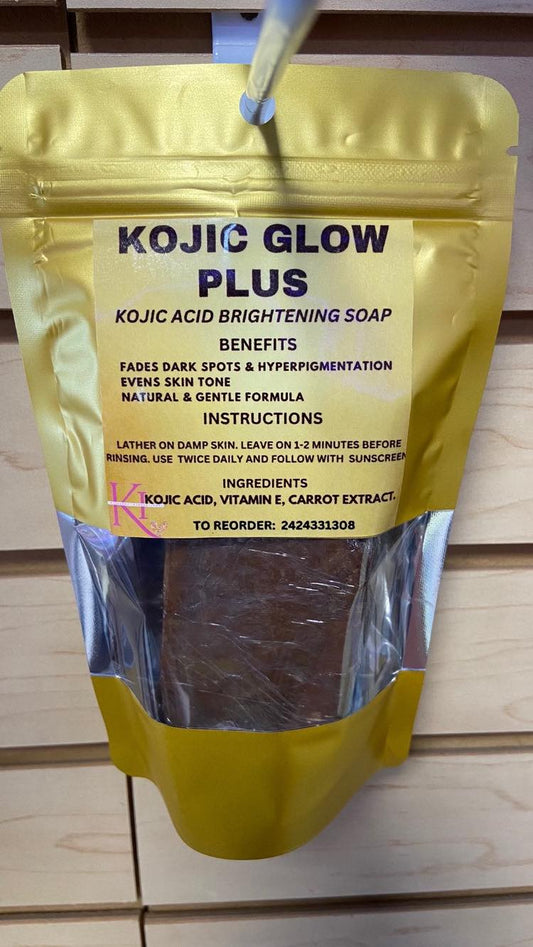 KOJIC GLOW
PLUS
KOJIC ACID BRIGHTENING SOAP
BENEFITS
FADES DARK SPOTS & HYPERPIGMENTATION
EVENS SKIN TONE
NATURAL & GENTLE FORMULA
INSTRUCTIONS
LATHER ON DAMP SKIN. LEAVE ON 1-2 MINUTES BEFORE
RINSING. USE TWICE DAILY AND FOLLOW WITH SUNSCREEN
INGREDIENTS
KI
KOJIC ACID, VITAMIN E, CARROT EXTRACT.
TO REORDER: 2424331308